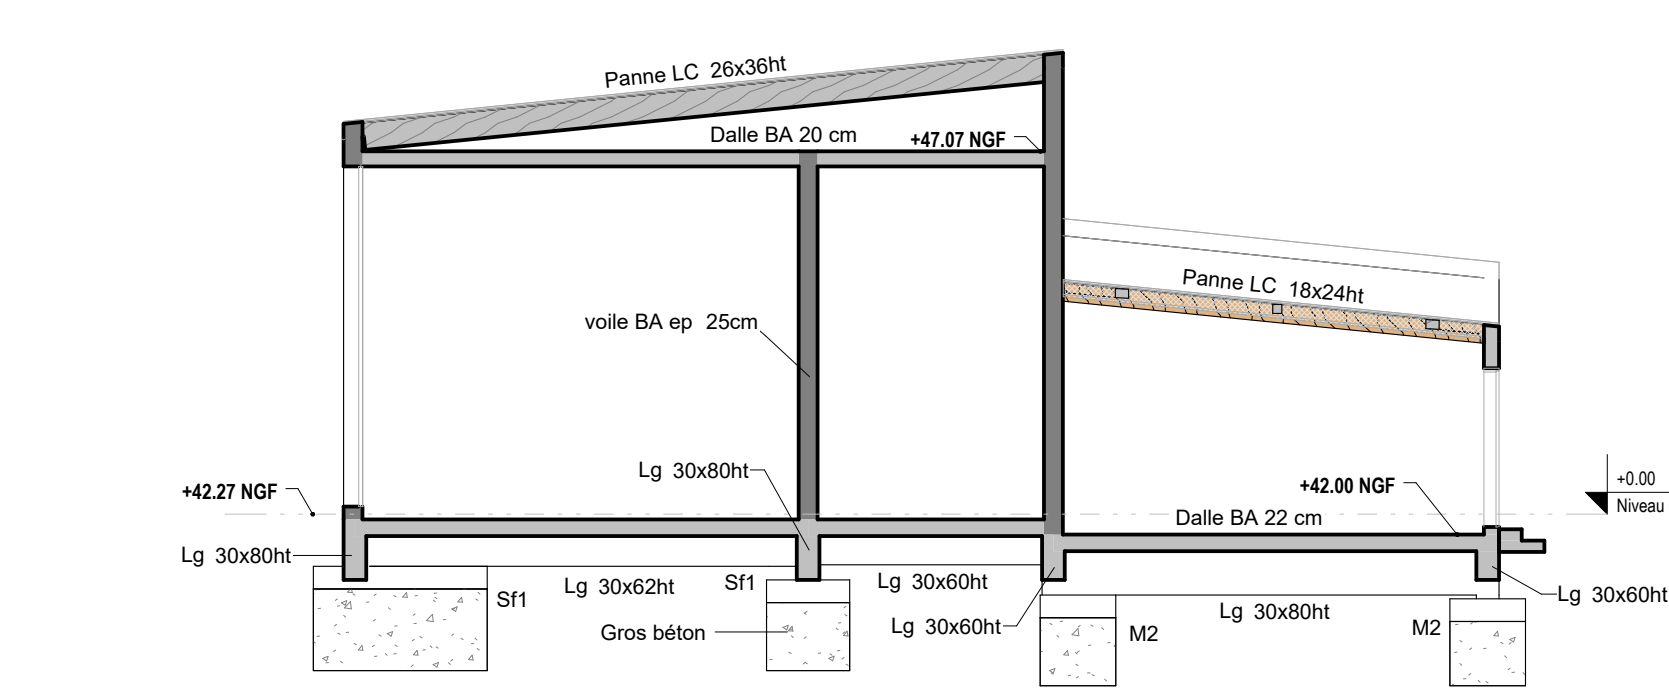 Panne LC 26x36ht
Dalle BA 20 cm
+47.07 NGF
Panne LC 18x24ht
voile BA ep 25cm
Lg 30x80ht
+42.27 NGF
+42.00 NGF
+0.00
Niveau
Dalle BA 22 cm
Lg 30x80ht
Lg 30x62ht
Sf1
Lg 30x60ht
Sf1
Lg 30x60ht
Lg 30x80ht
Gros béton
Lg 30x60ht
M2
M2